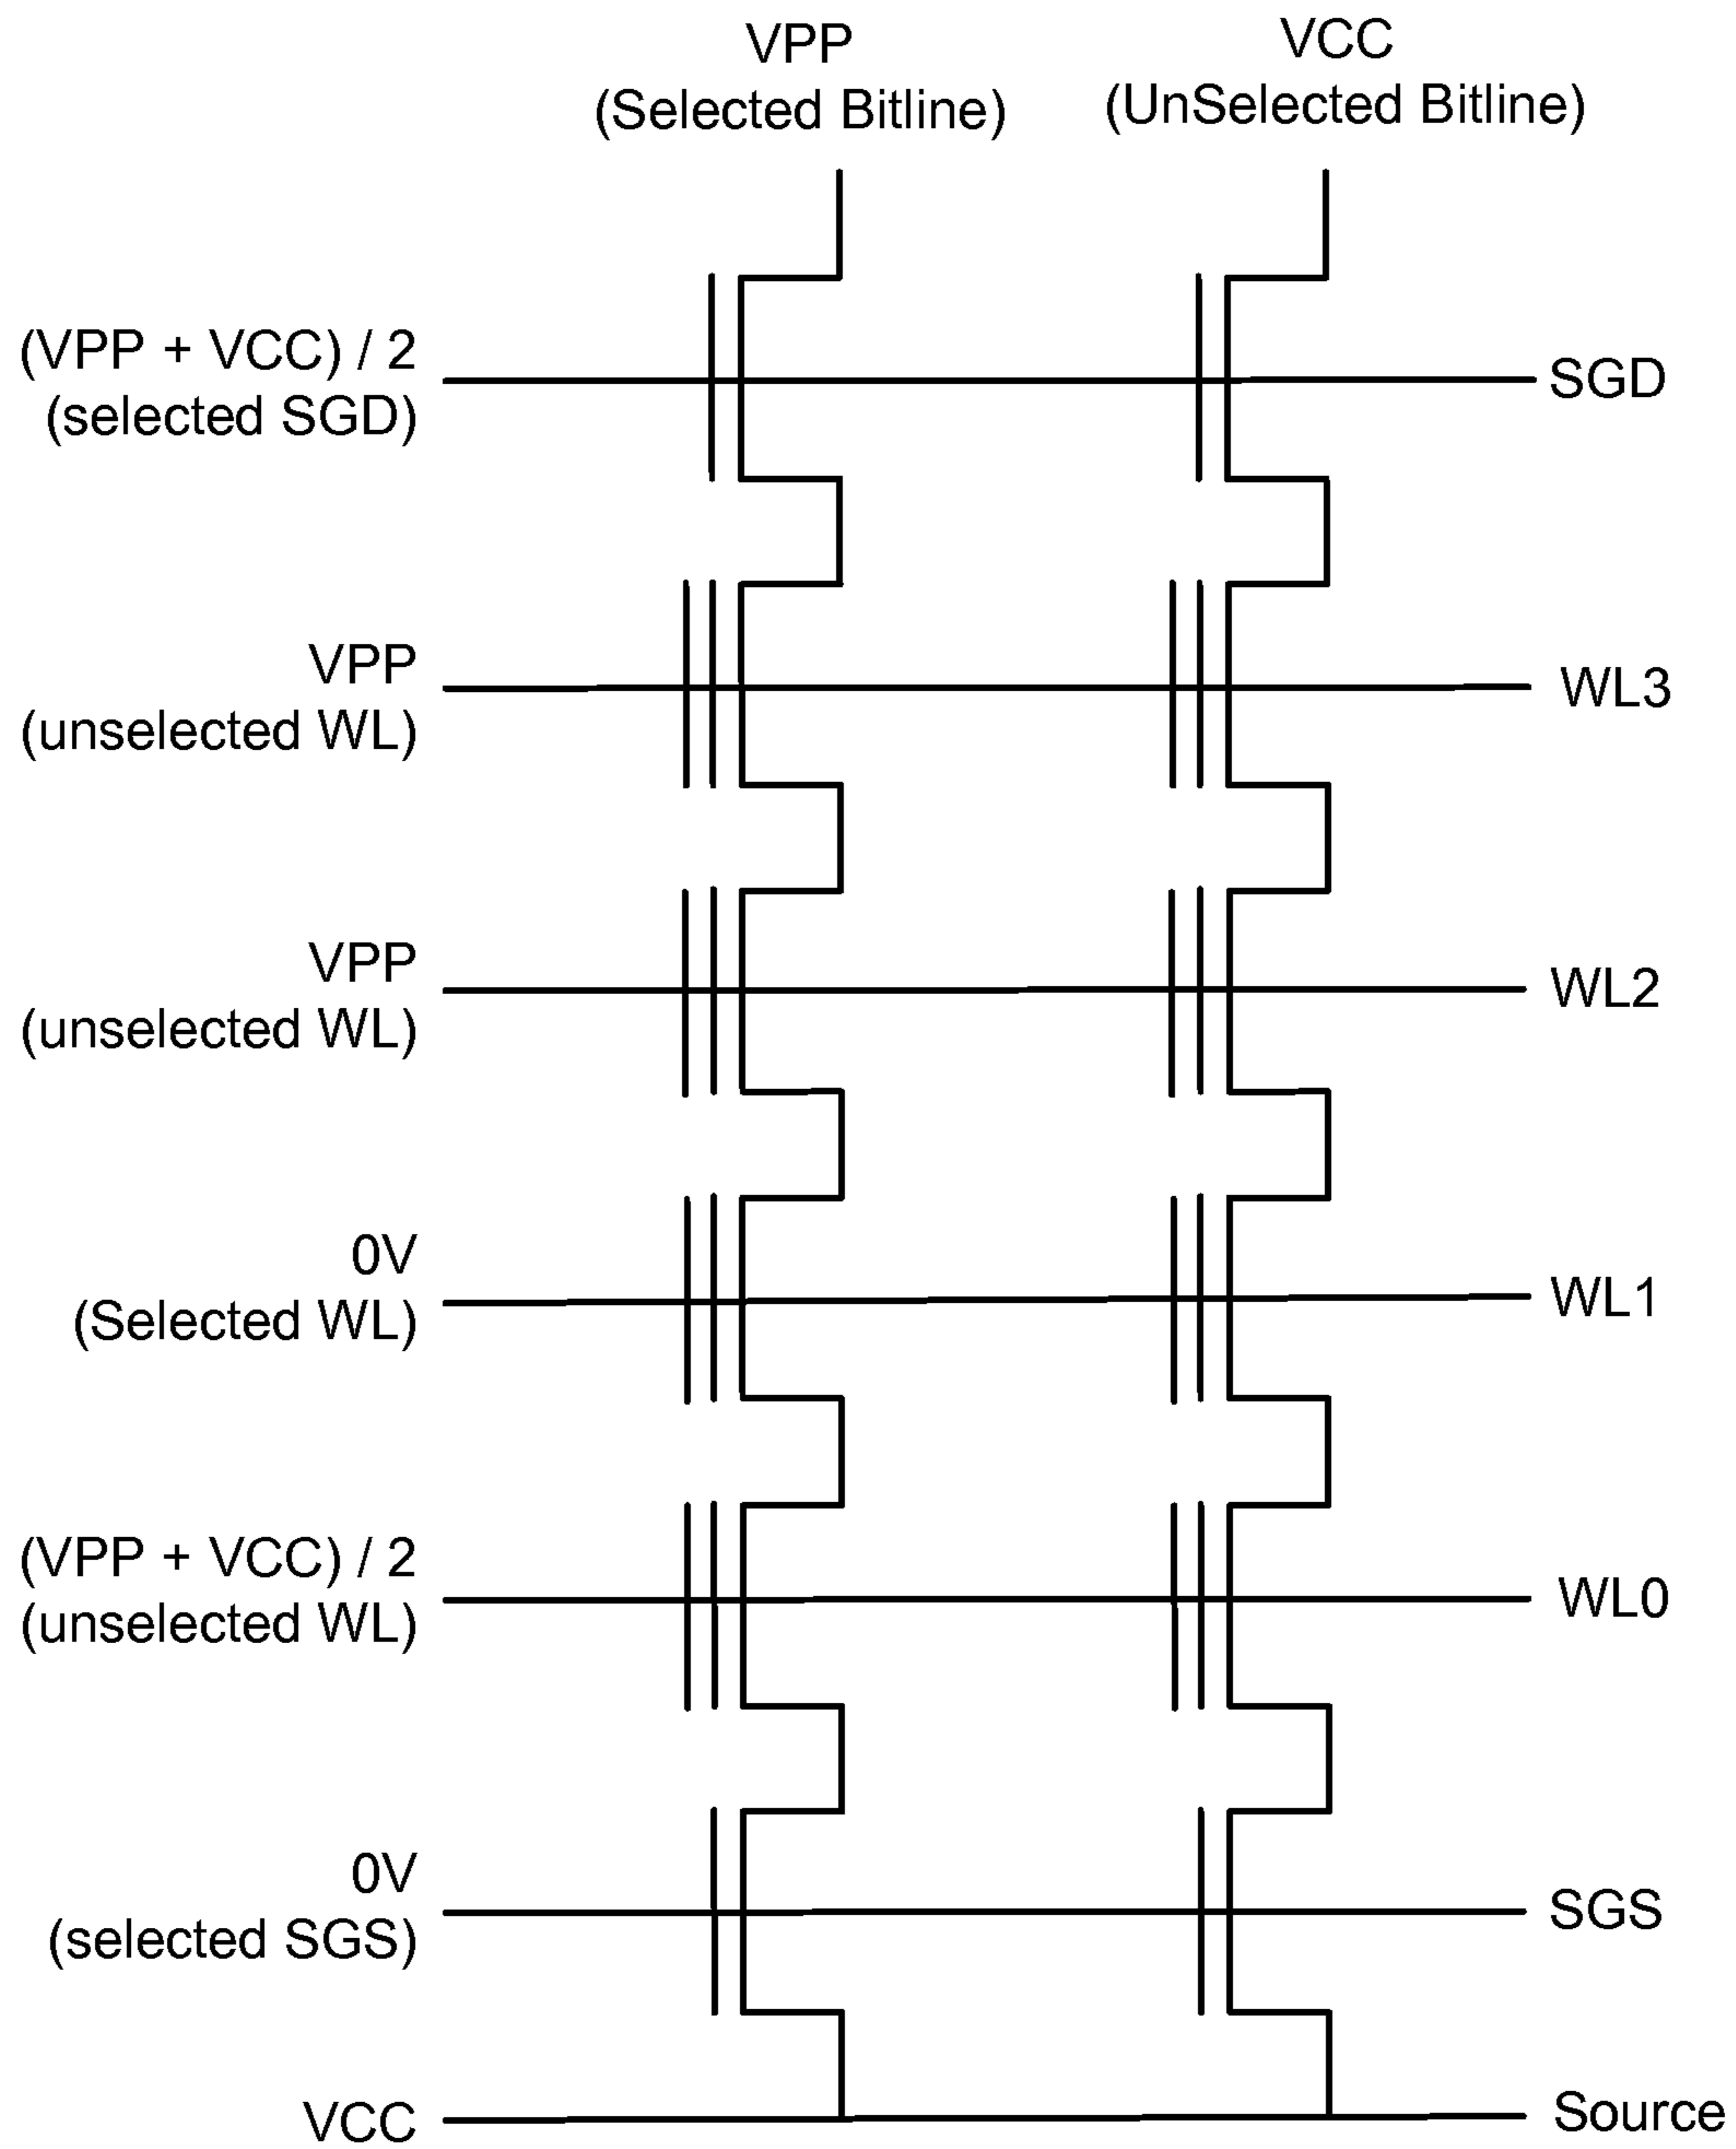 VPP
(Selected Bitline)
VCC
(UnSelected Bitline)
(VPP + VCC) / 2
(selected SGD)
SGD
VPP
(unselected WL)
WL3
VPP
(unselected WL)
WL2
0V
(Selected WL)
WL1
(VPP + VCC) / 2
(unselected WL)
WL0
0V
(selected SGS)
SGS
VCC
Source